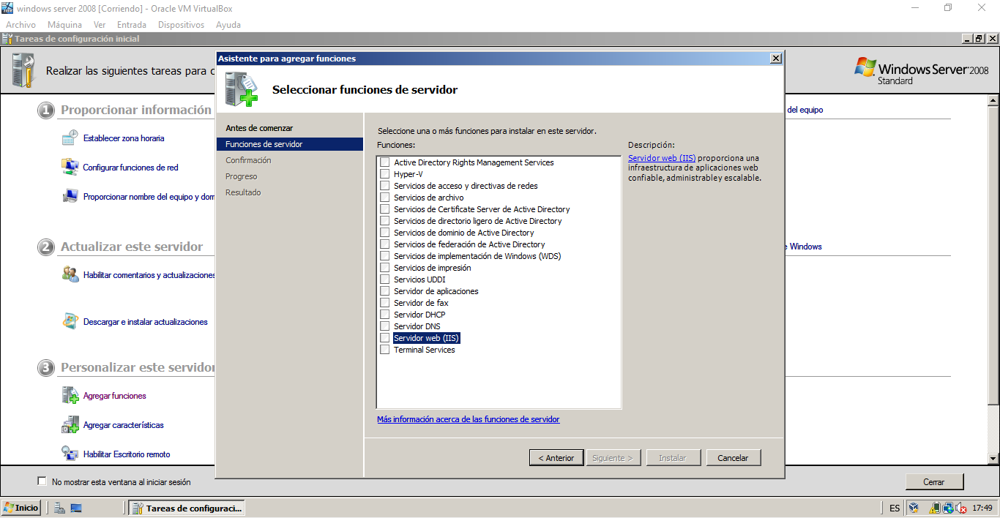 windows server 2008 [Corriendo] - Oracle VM VirtualBox
Archivo Máquina Ver Entrada Dispositivos Ayuda
Tareas de configuración inicial
Realizar las siguientes tareas para c
Windows Server 2008
Standard
Asistente para agregar funciones
Seleccionar funciones de servidor
1 Proporcionar información
del equipo
Establecer zona horaria
Configurar funciones de red
Proporcionar nombre del equipo y dom
2 Actualizar este servidor
e Windows
Habilitar comentarios y actualizaciones
Descargar e instalar actualizaciones
3 Personalizar este servidor
Agregar funciones
Agregar características
Habilitar Escritorio remoto
Antes de comenzar
Funciones de servidor
Confirmación
Progreso
Resultado
Seleccione una o más funciones para instalar en este servidor.
Funciones:
Active Directory Rights Management Services
Hyper-V
Servicios de acceso y directivas de redes
Servicios de archivo
Servicios de Certificate Server de Active Directory
Servicios de directorio ligero de Active Directory
Servicios de dominio de Active Directory
Servicios de federación de Active Directory
Servicios de implementación de Windows (WDS)
Servicios de impresión
Servicios UDDI
Servidor de aplicaciones
Servidor de fax
Servidor DHCP
Servidor DNS
Servidor web (IIS)
Terminal Services
Descripción:
Servidor web (IIS) proporciona una
infraestructura de aplicaciones web
confiable, administrable y escalable.
Más información acerca de las funciones de servidor
< Anterior Siguiente > Instalar Cancelar
No mostrar esta ventana al iniciar sesión
Cerrar
Inicio
Tareas de configuraci...
ES
17:49